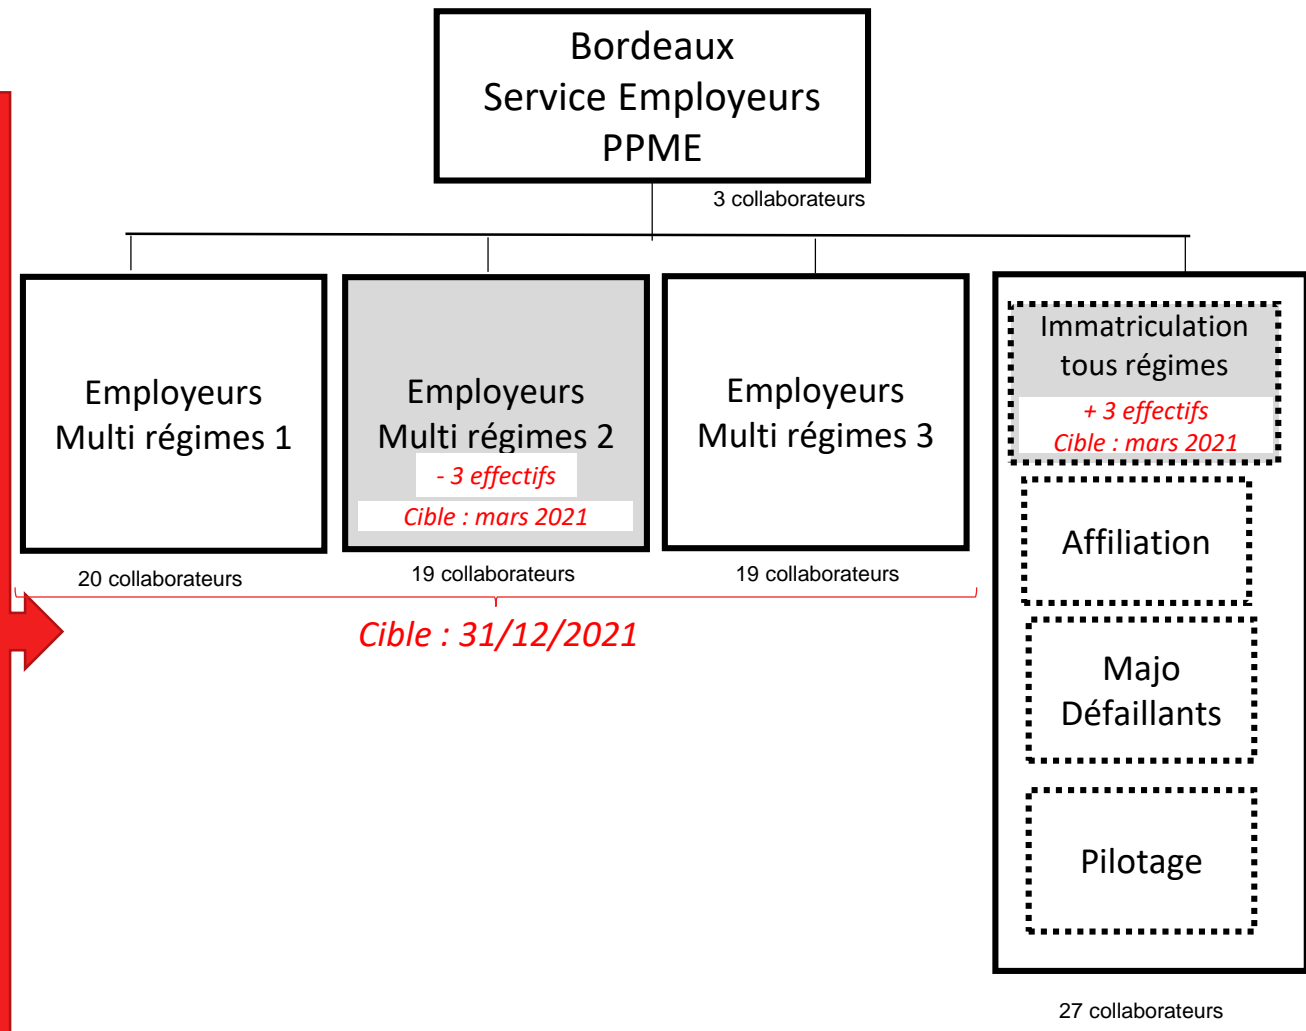 Bordeaux
Service Employeurs
PPME
3 collaborateurs
Employeurs
Multi régimes 1
20 collaborateurs
Employeurs
Multi régimes 2
- 3 effectifs
Cible : mars 2021
19 collaborateurs
Employeurs
Multi régimes 3
19 collaborateurs
Cible : 31/12/2021
Immatriculation
tous régimes
+ 3 effectifs
Cible : mars 2021
Affiliation
Majo
Défaillants
Pilotage
27 collaborateurs